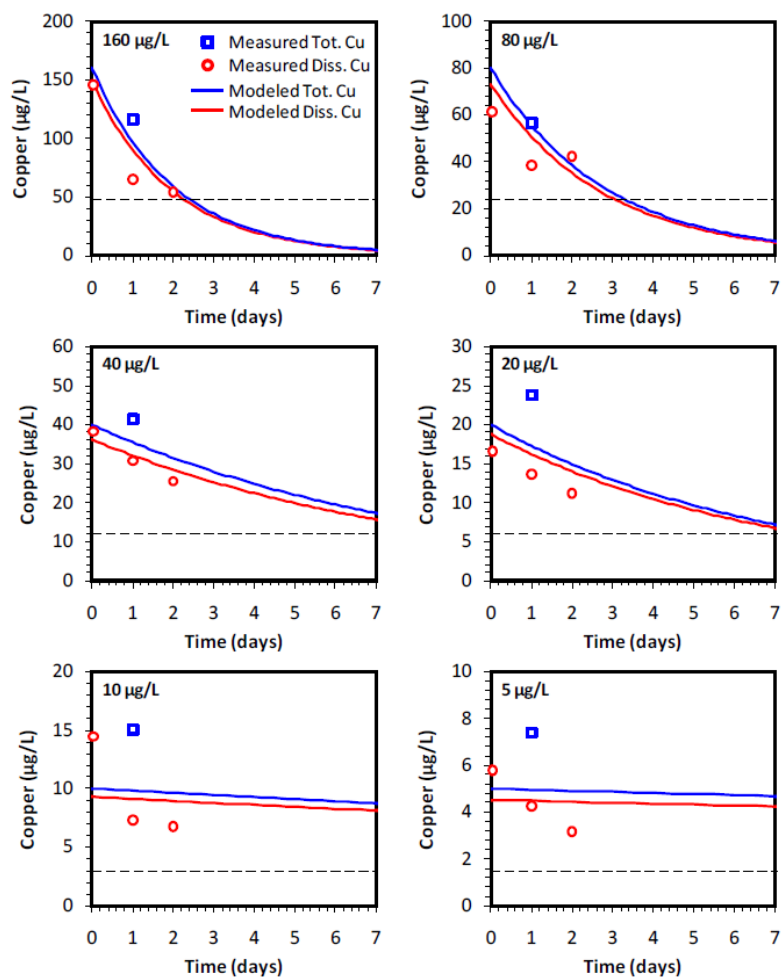 160 µg/L
Measured Tot. Cu
Measured Diss. Cu
Modeled Tot. Cu
Modeled Diss. Cu
Copper (µg/L)
200
150
100
50
0
0 1 2 3 4 5 6 7
Time (days)
80 µg/L
Copper (µg/L)
100
80
60
40
20
0
0 1 2 3 4 5 6 7
Time (days)
40 µg/L
Copper (µg/L)
60
50
40
30
20
10
0
0 1 2 3 4 5 6 7
Time (days)
20 µg/L
Copper (µg/L)
30
25
20
15
10
5
0
0 1 2 3 4 5 6 7
Time (days)
10 µg/L
Copper (µg/L)
20
15
10
5
0
0 1 2 3 4 5 6 7
Time (days)
5 µg/L
Copper (µg/L)
10
8
6
4
2
0
0 1 2 3 4 5 6 7
Time (days)